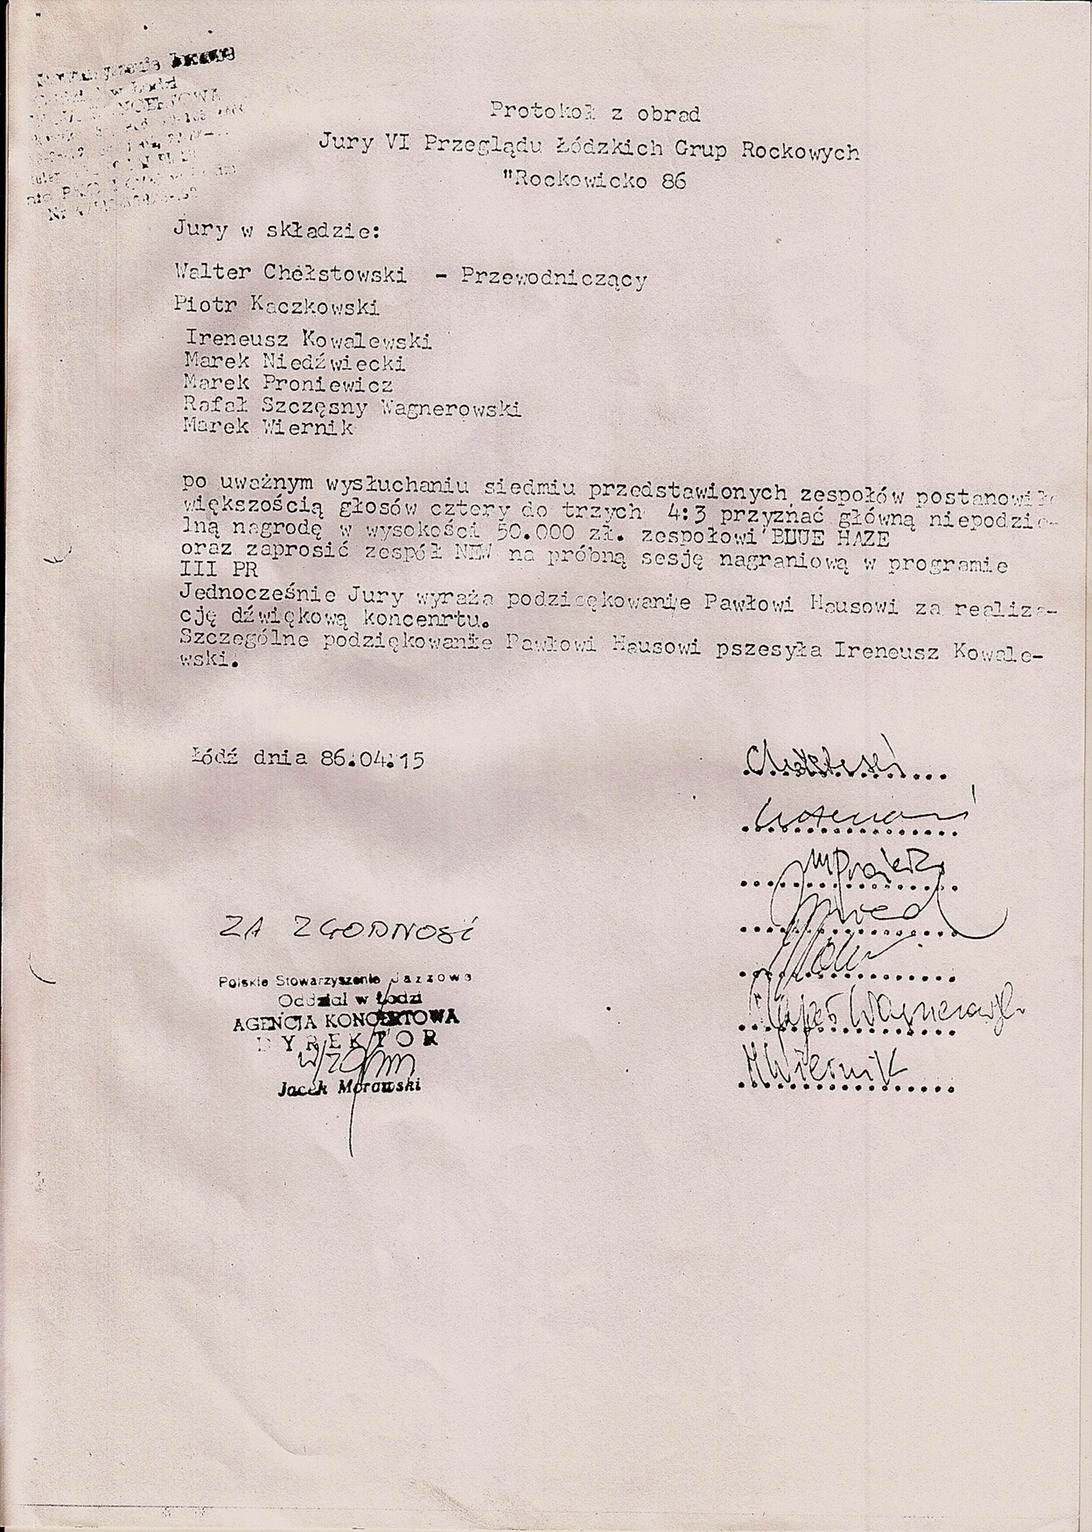 w Łodzi
Protokoł z obrad
Jury VI Przeglądu Łódzkich Grup Rockowych
"Rockowicko 86
Jury w składzie:
Walter Chełstowski - Przewodniczący
Piotr Kaczkowski
Ireneusz Kowalewski
Marek Niedźwiecki
Marek Proniewicz
Rafał Szczęsny Wagnerowski
Marek Wiernik
po uważnym wysłuchaniu siedmiu przedstawionych zespołów postanowiło
większością głosów cztery do trzych 4:3 przyznać główną niepodzie-
lną nagrodę w wysokości 50.000 zł. zespołowi BLUE HAZE
oraz zaprosić zespół NEW na próbną sesję nagraniową w programie
III PR
Jednocześnie Jury wyraża podziękowanie Pawłowi Hausowi za realiza-
cję dźwiękową koncenrtu.
Szczególne podziękowanie Pawłowi Hausowi pszesyła Ireneusz Kowale-
wski.
Łódź dnia 86.04.15
ZA ZGODNOŚĆ
Polskie Stowarzyszenie Jazzowe
Oddział w Łodzi
AGENCJA KONCERTOWA
DYREKTOR
Jacek Morawski
MWiernik